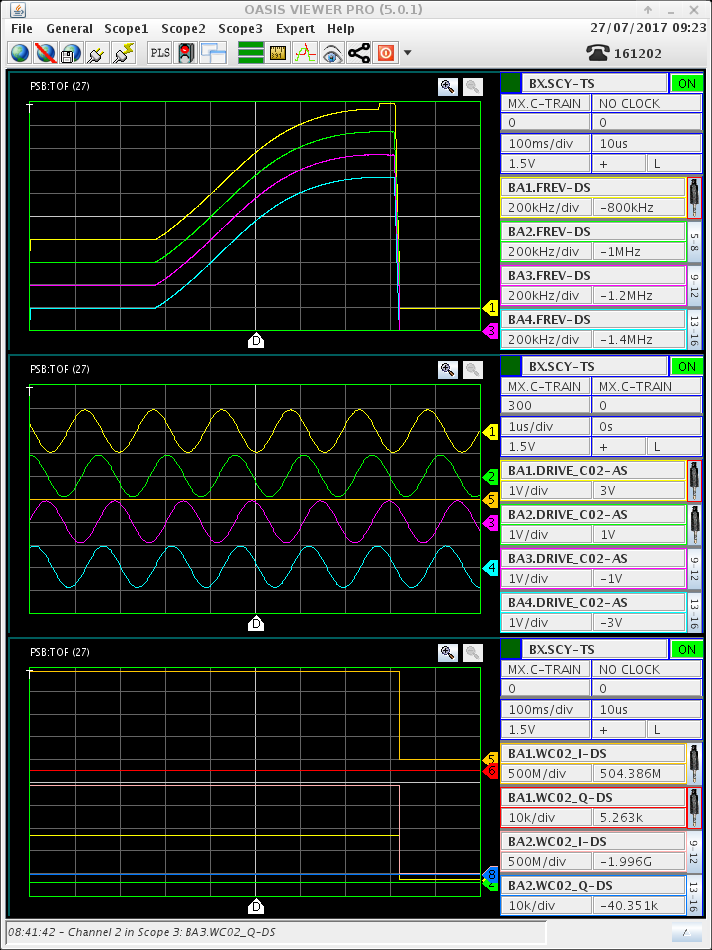 OASIS VIEWER PRO (5.0.1)
File General Scope1 Scope2 Scope3 Expert Help
27/07/2017 09:23
PLS
161202
PSB:TOF (27)
BX.SCY-TS ON
MX.C-TRAIN NO CLOCK
0 0
100ms/div 10us
1.5V + L
BA1.FREV-DS
200kHz/div -800kHz
BA2.FREV-DS
200kHz/div -1MHz
5-8
BA3.FREV-DS
200kHz/div -1.2MHz
9-12
BA4.FREV-DS
200kHz/div -1.4MHz
13-16
1
3
D
PSB:TOF (27)
BX.SCY-TS ON
MX.C-TRAIN MX.C-TRAIN
300 0
1us/div 0s
1.5V + L
BA1.DRIVE_C02-AS
1V/div 3V
BA2.DRIVE_C02-AS
1V/div 1V
BA3.DRIVE_C02-AS
1V/div -1V
9-12
BA4.DRIVE_C02-AS
1V/div -3V
13-16
1
2
5
3
4
D
PSB:TOF (27)
BX.SCY-TS ON
MX.C-TRAIN NO CLOCK
0 0
100ms/div 10us
1.5V + L
BA1.WC02_I-DS
500M/div 504.386M
BA1.WC02_Q-DS
10k/div 5.263k
BA2.WC02_I-DS
500M/div -1.996G
9-12
BA2.WC02_Q-DS
10k/div -40.351k
13-16
5
D
08:41:42 - Channel 2 in Scope 3: BA3.WC02_Q-DS